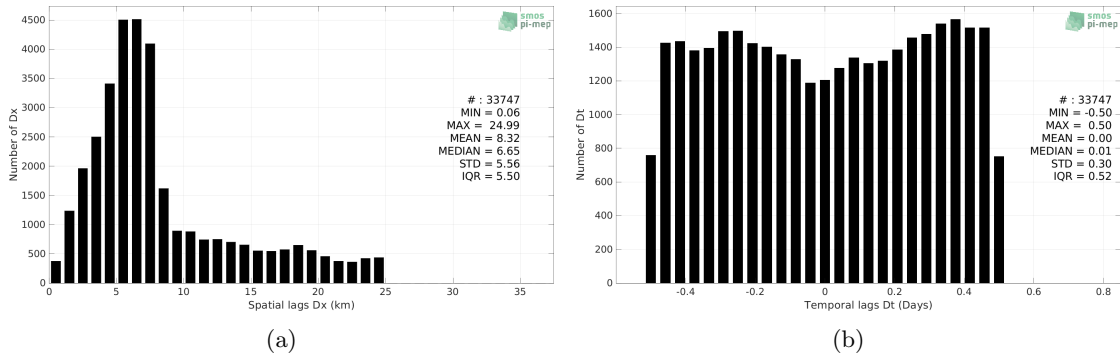 smos
pi-mep
4500
4000
3500
3000
2500
2000
1500
1000
500
0
Number of Dx
# : 33747
MIN = 0.06
MAX = 24.99
MEAN = 8.32
MEDIAN = 6.65
STD = 5.56
IQR = 5.50
0 5 10 15 20 25 30 35
Spatial lags Dx (km)
(a)
smos
pi-mep
1600
1400
1200
1000
800
600
400
200
0
Number of Dt
# : 33747
MIN = -0.50
MAX = 0.50
MEAN = 0.00
MEDIAN = 0.01
STD = 0.30
IQR = 0.52
-0.4 -0.2 0 0.2 0.4 0.6 0.8
Temporal lags Dt (Days)
(b)